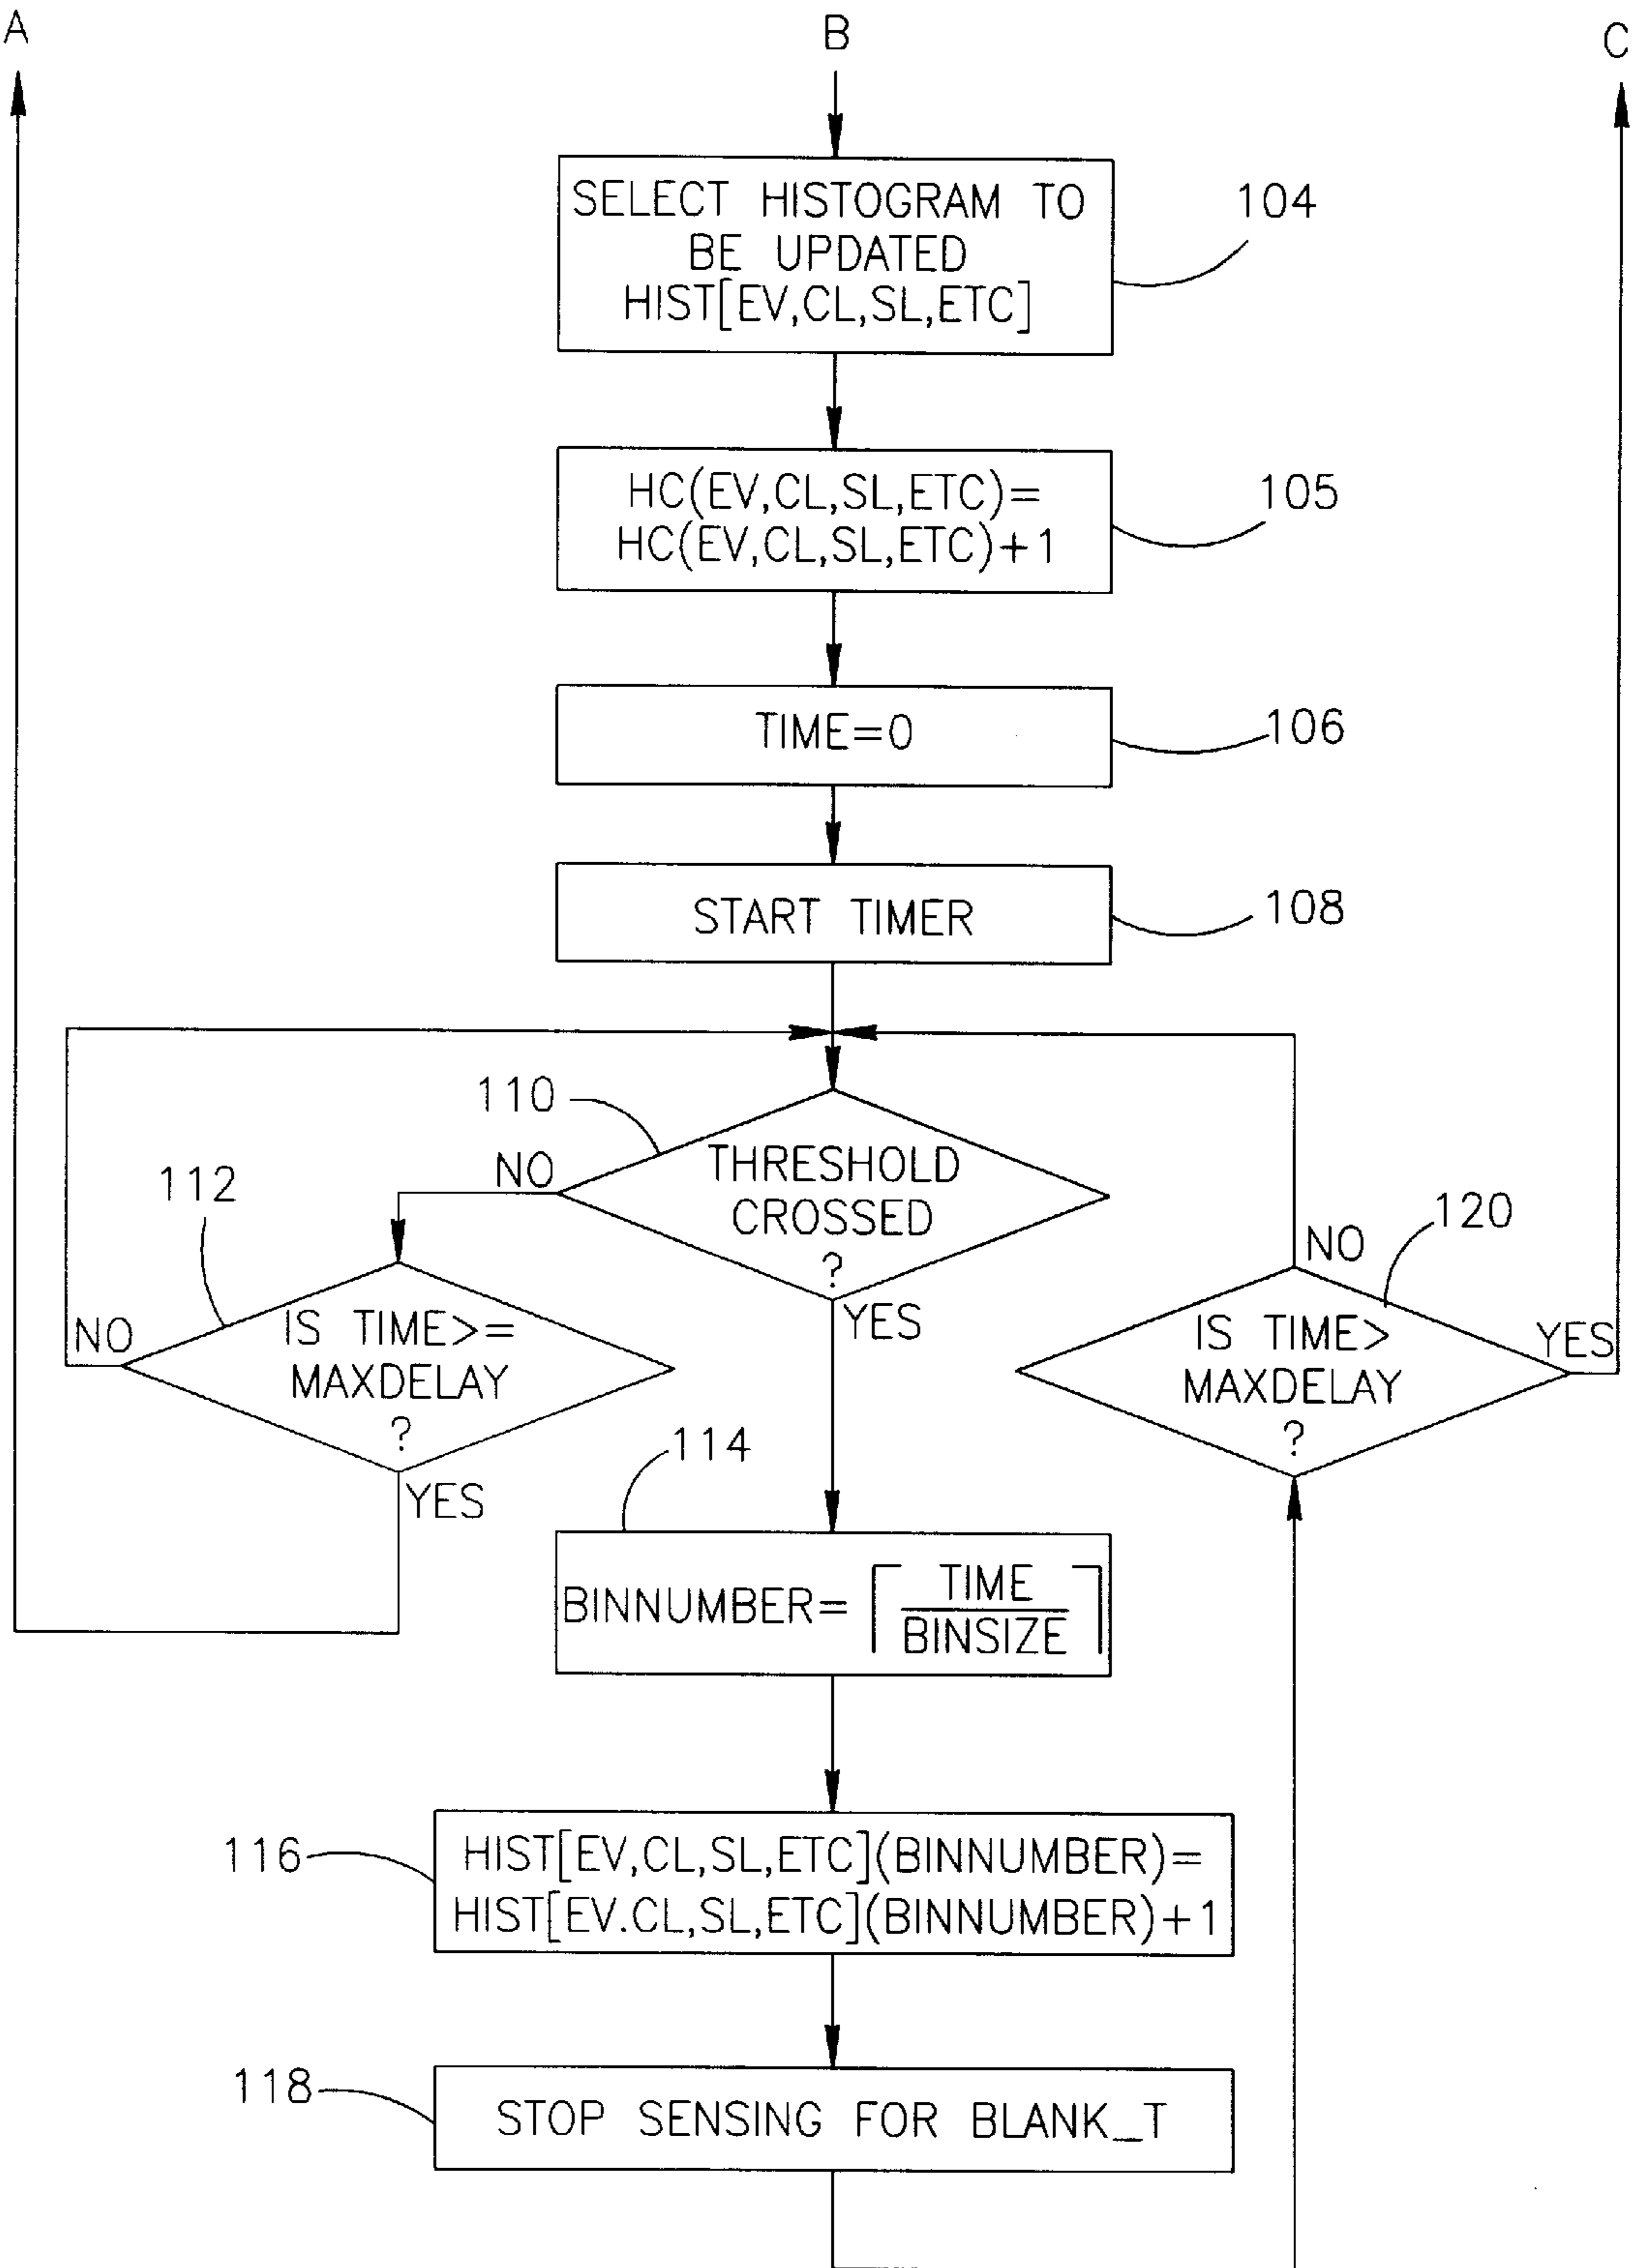 A
B
C
SELECT HISTOGRAM TO
BE UPDATED
HIST[EV,CL,SL,ETC]
104
HC(EV,CL,SL,ETC)=
HC(EV,CL,SL,ETC)+1
105
TIME=0
106
START TIMER
108
110
NO
THRESHOLD
CROSSED
?
YES
112
NO
IS TIME>=
MAXDELAY
?
YES
120
NO
IS TIME>
MAXDELAY
?
YES
114
BINNUMBER=⌈TIME
BINSIZE⌉
116
HIST[EV,CL,SL,ETC](BINNUMBER)=
HIST[EV.CL,SL,ETC](BINNUMBER)+1
118
STOP SENSING FOR BLANK_T